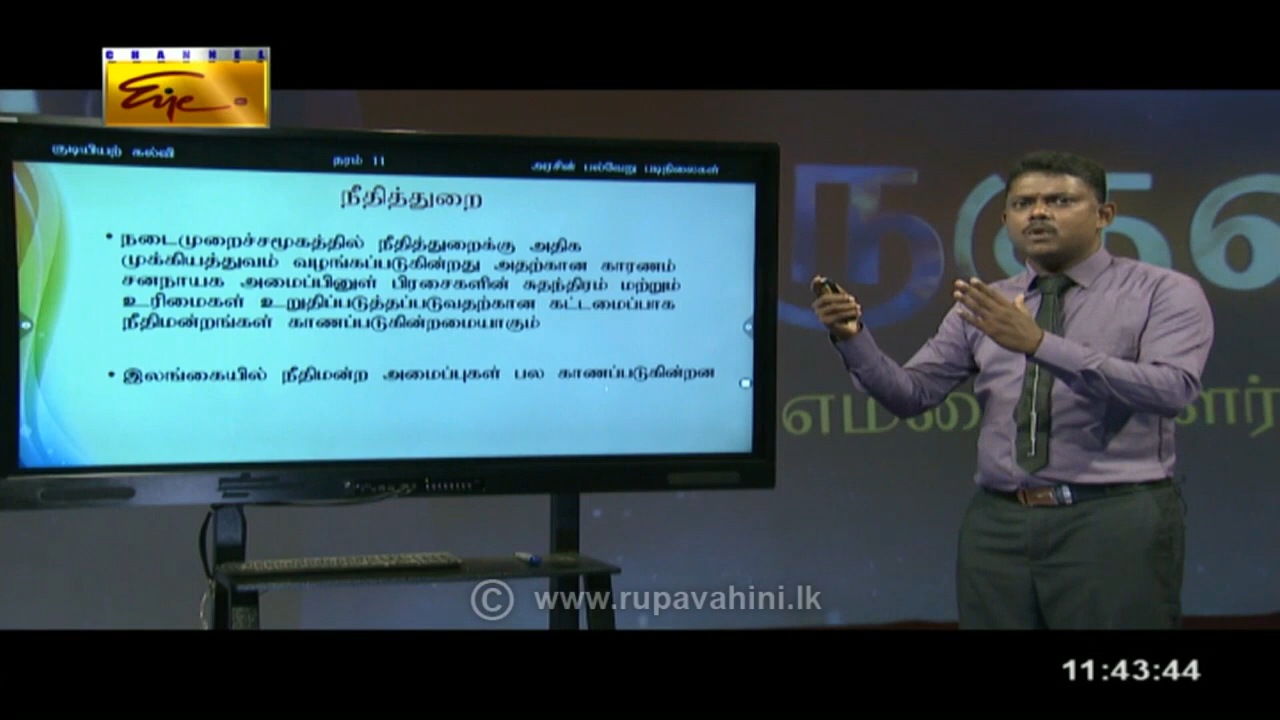 CHANNEL
Eye
குடியியற் கல்வி
தரம் 11
அரசின் பல்வேறு படிநிலைகள்
நீதித்துறை
• நடைமுறைச்சமூகத்தில் நீதித்துறைக்கு அதிக
முக்கியத்துவம் வழங்கப்படுகின்றது அதற்கான காரணம்
சனநாயக அமைப்பினுள் பிரசைகளின் சுதந்திரம் மற்றும்
உரிமைகள் உறுதிப்படுத்தப்படுவதற்கான கட்டமைப்பாக
நீதிமன்றங்கள் காணப்படுகின்றமையாகும்
• இலங்கையில் நீதிமன்ற அமைப்புகள் பல காணப்படுகின்றன
© www.rupavahini.lk
11:43:44